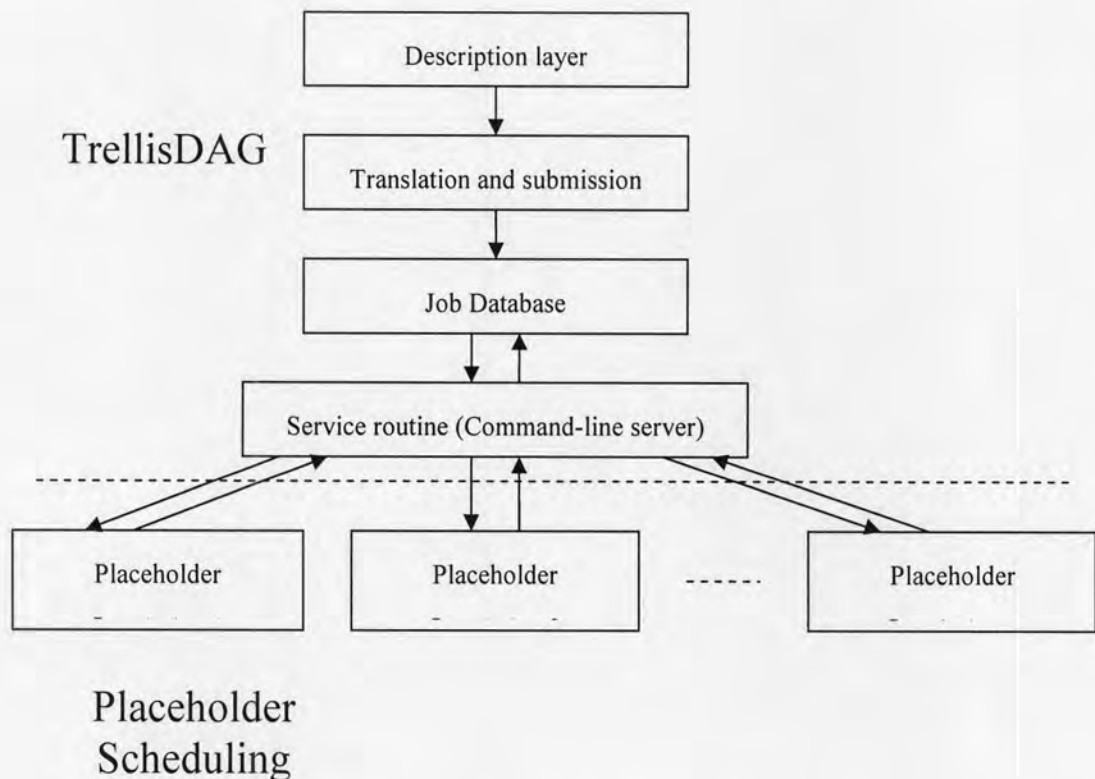 Description layer
TrellisDAG
Translation and submission
Job Database
Service routine (Command-line server)
Placeholder
Placeholder
Placeholder
Placeholder
Scheduling